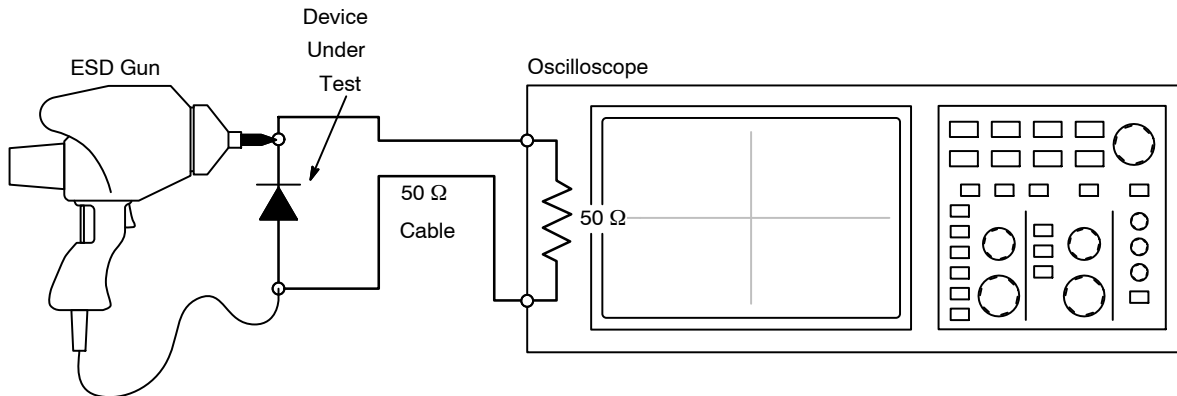 Device
Under
Test
ESD Gun
Oscilloscope
50 Ω
Cable
50 Ω